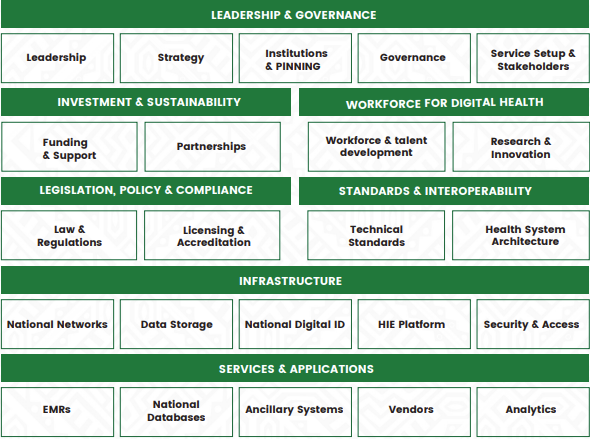 LEADERSHIP & GOVERNANCE
Leadership
Strategy
Institutions
& PINNING
Governance
Service Setup &
Stakeholders
INVESTMENT & SUSTAINABILITY
Funding
& Support
Partnerships
WORKFORCE FOR DIGITAL HEALTH
Workforce & talent
development
Research &
Innovation
LEGISLATION, POLICY & COMPLIANCE
Law &
Regulations
Licensing &
Accreditation
STANDARDS & INTEROPERABILITY
Technical
Standards
Health System
Architecture
INFRASTRUCTURE
National Networks
Data Storage
National Digital ID
HIE Platform
Security & Access
SERVICES & APPLICATIONS
EMRs
National
Databases
Ancillary Systems
Vendors
Analytics